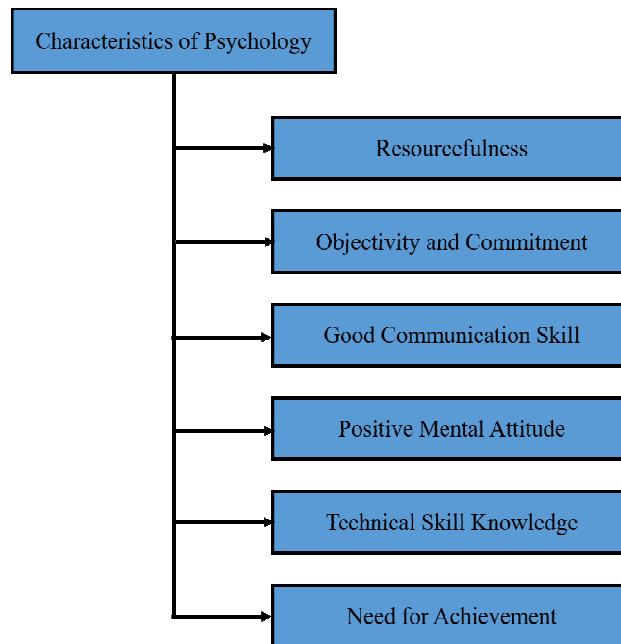 Characteristics of Psychology
Resourcefulness
Objectivity and Commitment
Good Communication Skill
Positive Mental Attitude
Technical Skill Knowledge
Need for Achievement